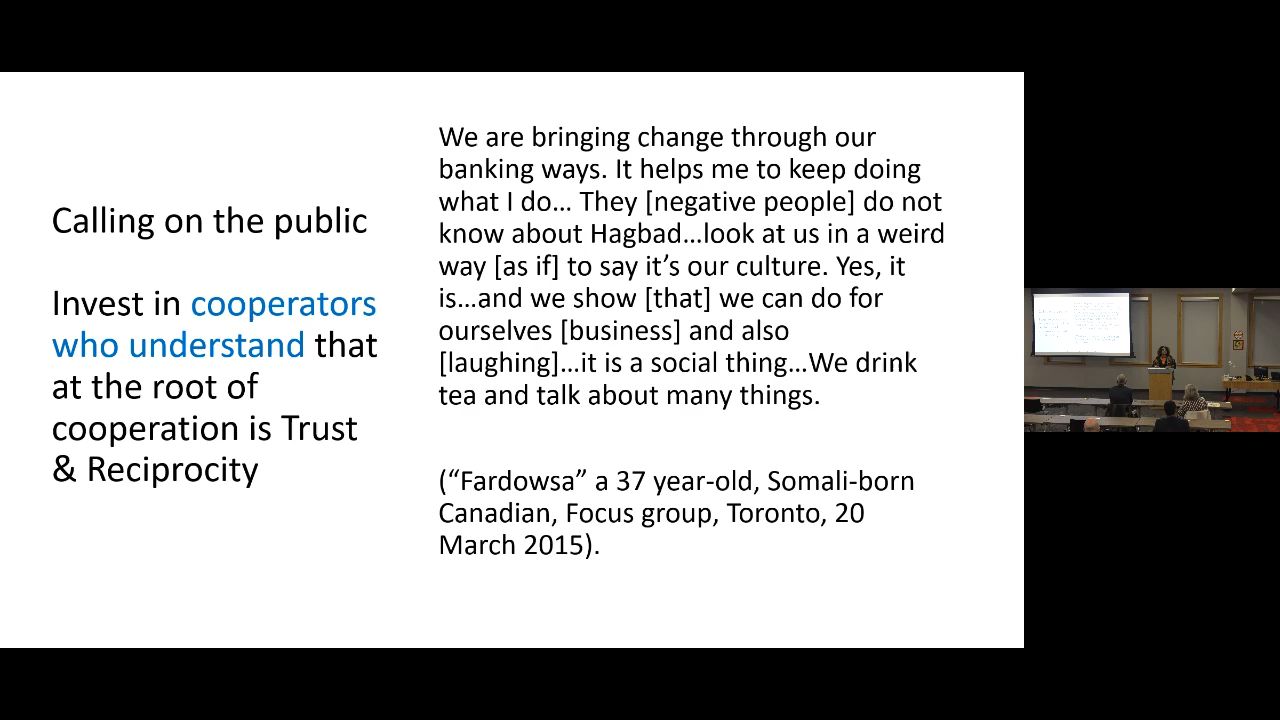 Calling on the public
Invest in cooperators
who understand that
at the root of
cooperation is Trust
& Reciprocity
We are bringing change through our
banking ways. It helps me to keep doing
what I do… They [negative people] do not
know about Hagbad…look at us in a weird
way [as if] to say it’s our culture. Yes, it
is…and we show [that] we can do for
ourselves [business] and also
[laughing]…it is a social thing…We drink
tea and talk about many things.
(“Fardowsa” a 37 year-old, Somali-born
Canadian, Focus group, Toronto, 20
March 2015).